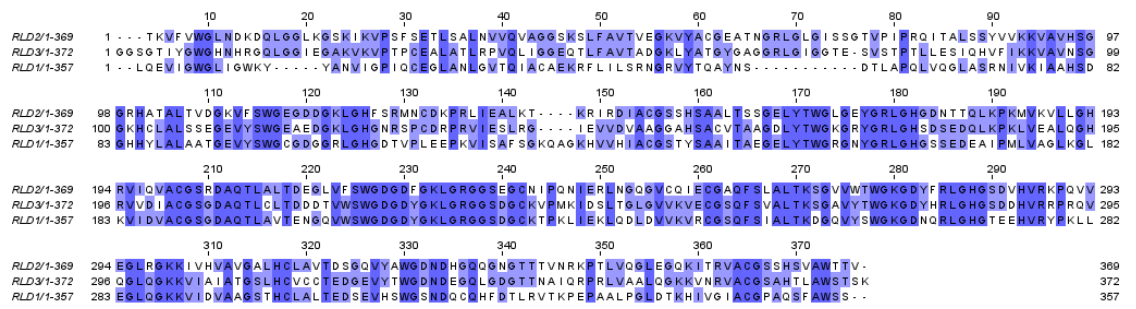 10 20 30 40 50 60 70 80 90
RLD2/1-369 1 ---TKVFVWGLNDKDQLGGLKGSKIKVPSFSETLSALNVVQVAGGSKSLFAVTVEGKVYACGEATNGRLGLGISSGTVPIPRQITALSSYVVKKVAVHSG 97
RLD3/1-372 1 GGSGTIYGWGHNHRGQLGGIEGAKVKVPTPCEALATLRPVQLIGGEQTLFAVTADGKLYATGYGAGGRLGIGGTE-SVSTPTLLESIQHVFIKKVAVNSG 99
RLD1/1-357 1 --LQEVIGWGLIGWKY-----YANVIGPIQCEGLANLGVTQIACAEKRFLILSRNGRVYTQAYNS-----------DTLAPQLVQGLASRNIVKIAAHSD 82
110 120 130 140 150 160 170 180 190
RLD2/1-369 98 GRHATALTVDGKVFSWGEGDDGKLGHFSRMNCDKPRLIEALKT----KRIRDIACGSSHSAALTSSGELYTWGLGEYGRLGHGDNTTQLKPKMVKVLLGH 193
RLD3/1-372 100 GKHCLALSSEGEVYSWGEAEDGKLGHGNRSPCDRPRVIESLRG----IEVVDVAAGGAHSACVTAAGDLYTWGKGRYGRLGHSDSEDQLKPKLVEALQGH 195
RLD1/1-357 83 GHHYLALAATGEVYSWGCGDGGRLGHGDTVPLEEPKVISAFSGKQAGKHVVHIACGSTYSAAITAEGELYTWGRGNYGRLGHGSSEDEAIPMLVAGLKGL 182
210 220 230 240 250 260 270 280 290
RLD2/1-369 194 RVIQVACGSRDAQTLALTDEGLVFSWGDGDFGKLGRGGSEGCNIPQNIERLNGQGVCQIECGAQFSLALTKSGVVWTWGKGDYFRLGHGSDVHVRKPQVV 293
RLD3/1-372 196 RVVDIACGSGDAQTLCLTDDDTVWSWGDGDYGKLGRGGSDGCKVPMKIDSLTGLGVVKVECGSQFSVALTKSGAVYTWGKGDYHRLGHGSDDHVRRPRQV 295
RLD1/1-357 183 KVIDVACGSGDAQTLAVTENGQVWSWGDGDYGKLGRGGSDGCKTPKLIEKLQDLDVVKVRCGSQFSIALTKDGQVYSWGKGDNQRLGHGTEEHVRYPKLL 282
310 320 330 340 350 360 370
RLD2/1-369 294 EGLRGKKIVHVAVGALHCLAVTDSGQVYAWGDNDHGQQGNGTTTVNRKPTLVQGLEGQKITRVACGSSHSVAWTTV- 369
RLD3/1-372 296 QGLQGKKVIAIATGSLHCVCCTEDGEVYTWGDNDEGQLGDGTTNAIQRPRLVAALQGKKVNRVACGSAHTLAWSTSK 372
RLD1/1-357 283 EGLQGKKVIDVAAGSTHCLALTEDSEVHSWGSNDQCQHFDTLRVTKPEPAALPGLDTKHIVGIACGPAQSFAWSS-- 357